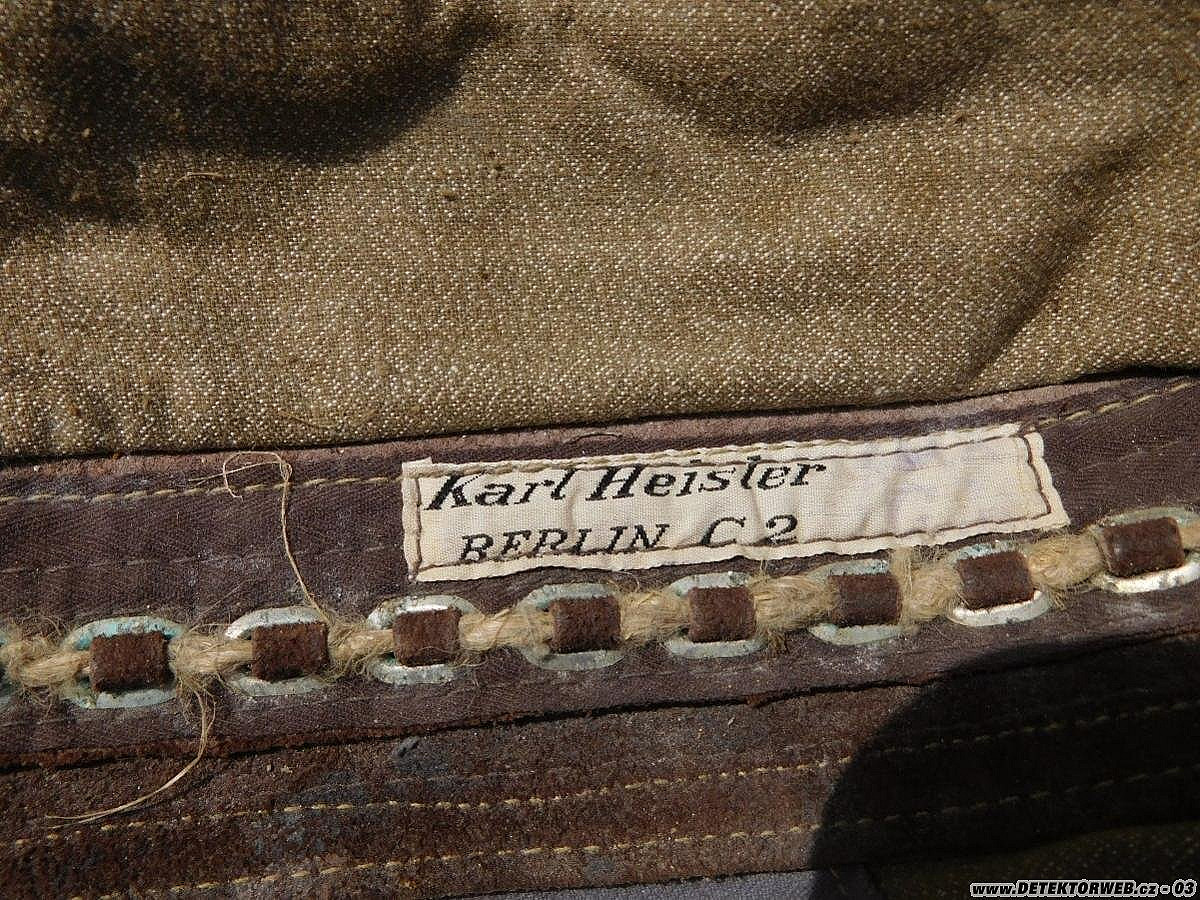 Karl Heisler
BERLIN C 2
www.DETEKTORWEB.cz - 03